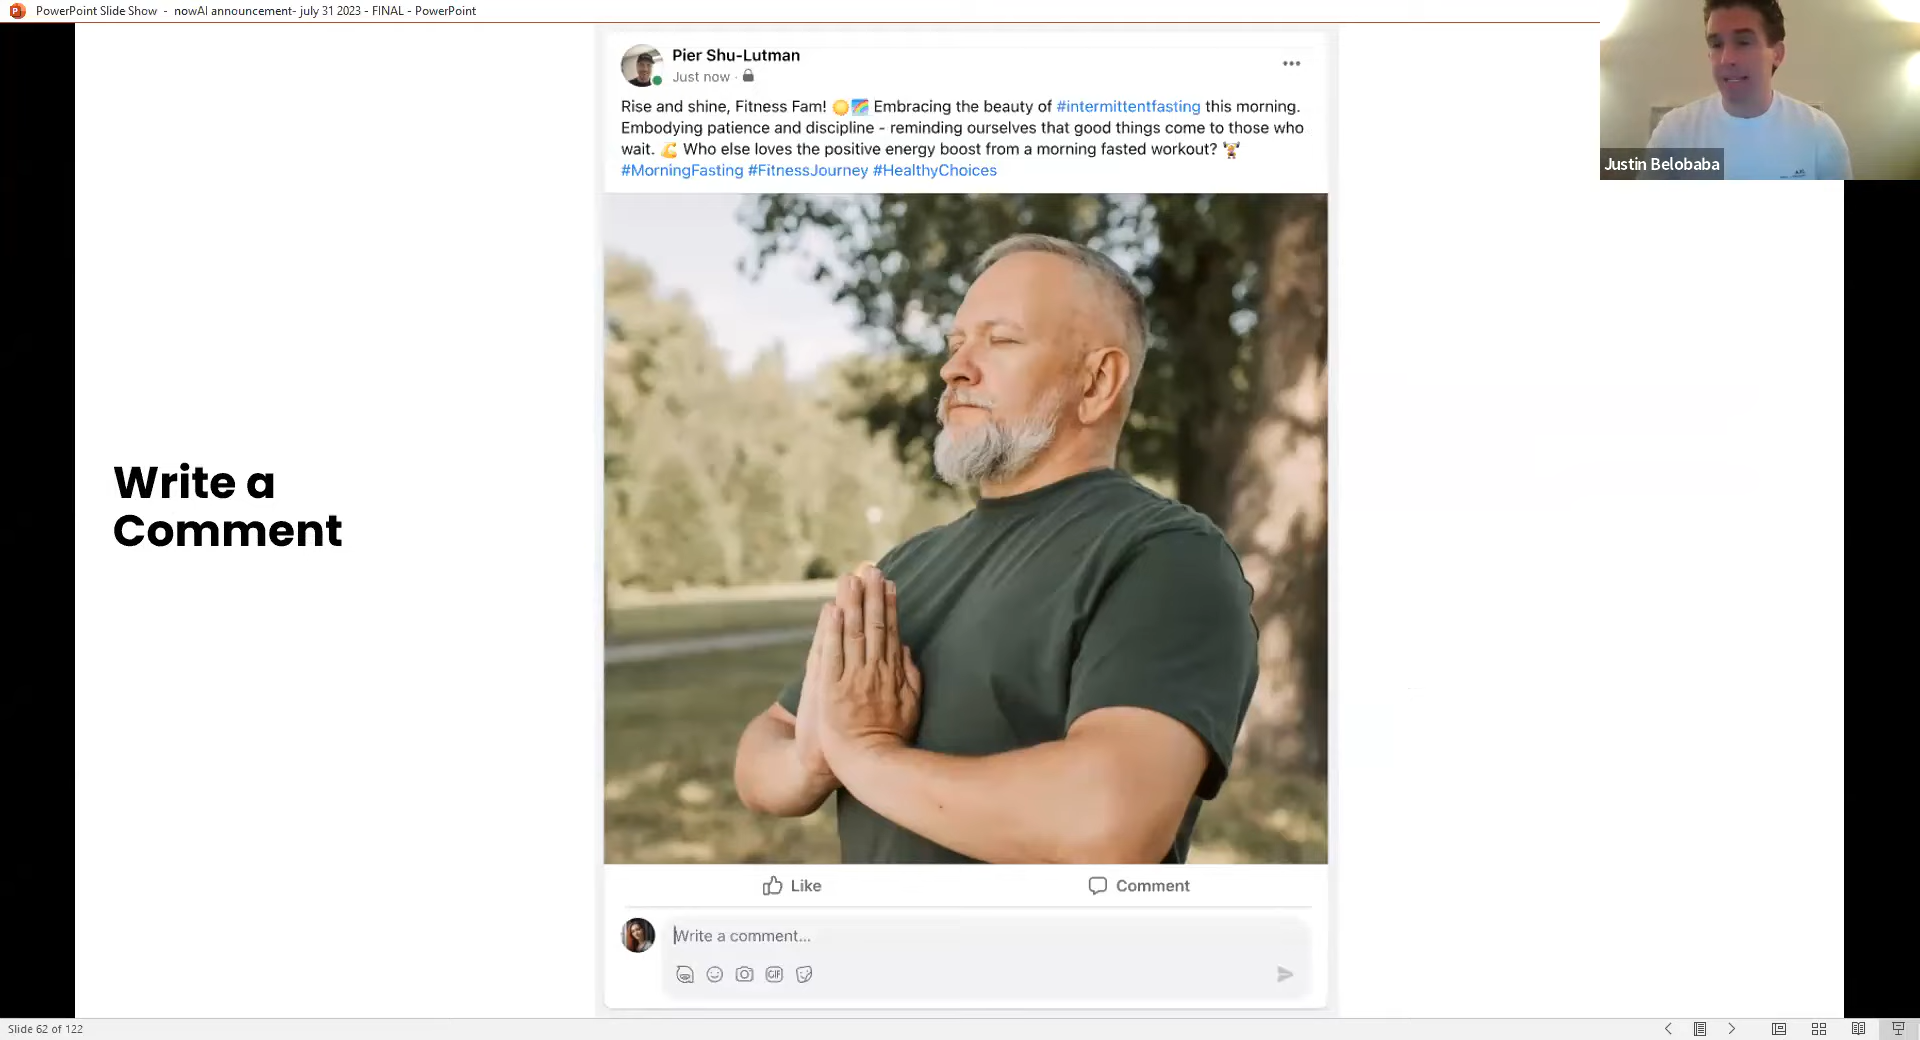 PowerPoint Slide Show - nowAI announcement- july 31 2023 - FINAL - PowerPoint
Justin Belobaba
Pier Shu-Lutman
Just now ·
Rise and shine, Fitness Fam! Embracing the beauty of #intermittentfasting this morning.
Embodying patience and discipline - reminding ourselves that good things come to those who
wait. 💪 Who else loves the positive energy boost from a morning fasted workout?
#MorningFasting #FitnessJourney #HealthyChoices
Write a
Comment
Like
Comment
Write a comment...
GIF
Slide 62 of 122